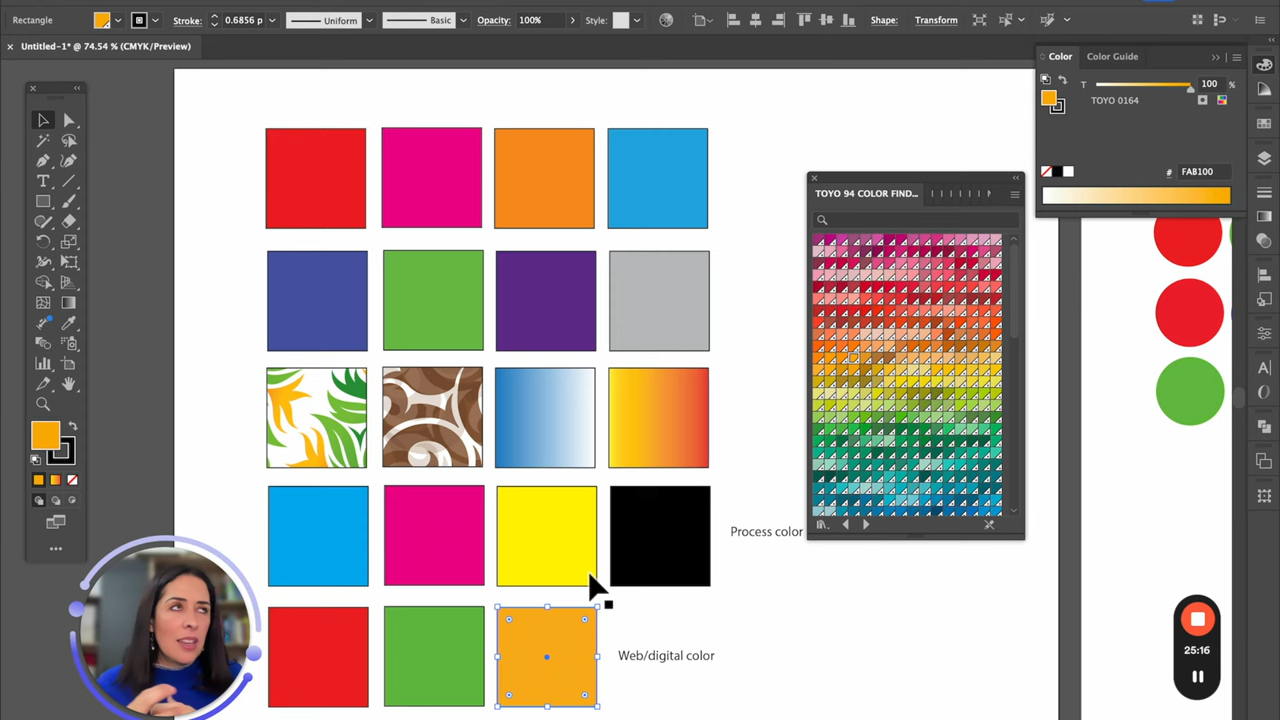 Rectangle
Stroke: 0.6856 p
Uniform
Basic
Opacity: 100%
Style:
Shape:
Transform
× Untitled-1* @ 74.54 % (CMYK/Preview)
Color
Color Guide
T 100 %
TOYO 0164
# FAB100
TOYO 94 COLOR FIND...
Process color
Web/digital color
25:16